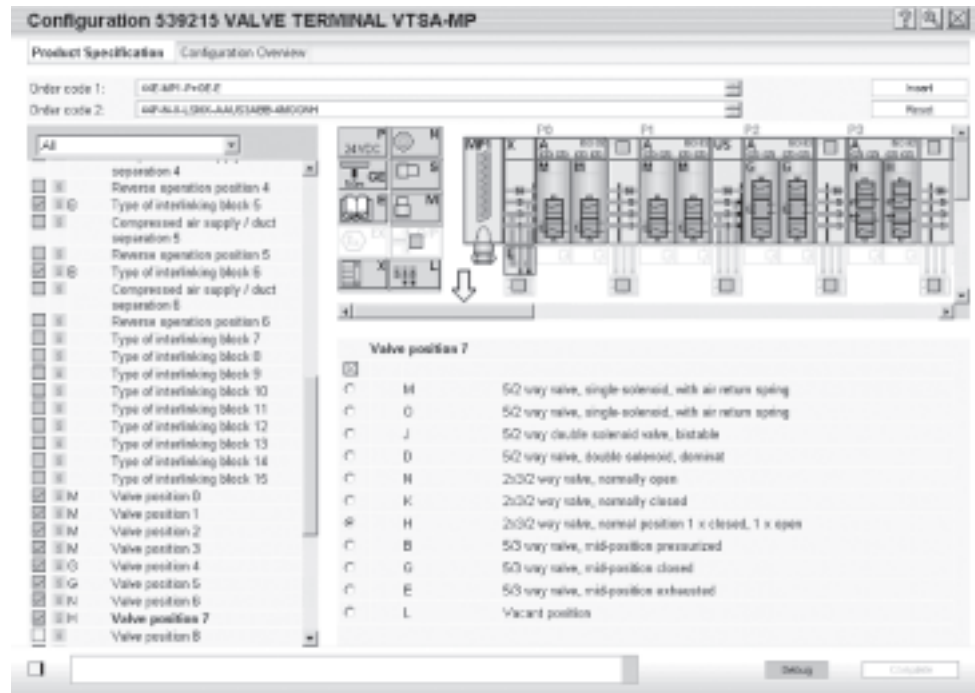 Configuration 539215 VALVE TERMINAL VTSA-MP
Product Specification Configuration Overview
Order code 1:
Insert
Order code 2:
Reset
All
separation 4
Reverse operation position 4
B Type of interlinking block 5
Compressed air supply / duct
separation 5
Reverse operation position 5
B Type of interlinking block 6
Compressed air supply / duct
separation 6
Reverse operation position 6
Type of interlinking block 7
Type of interlinking block 8
Type of interlinking block 9
Type of interlinking block 10
Type of interlinking block 11
Type of interlinking block 12
Type of interlinking block 13
Type of interlinking block 14
Type of interlinking block 15
M Valve position 0
M Valve position 1
M Valve position 2
M Valve position 3
G Valve position 4
G Valve position 5
N Valve position 6
H Valve position 7
Valve position 8
P N
24VDC
GE S
E M
X L
P0 P1 P2 P3
MP1 X A A VS A A
M M M M G G N H
Valve position 7
M 5/2 way valve, single-solenoid, with air return spring
O 5/2 way valve, single-solenoid, with air return spring
J 5/2 way double solenoid valve, bistable
D 5/2 way valve, double solenoid, dominat
N 2x3/2 way valve, normally open
K 2x3/2 way valve, normally closed
H 2x3/2 way valve, normal position 1 x closed, 1 x open
B 5/3 way valve, mid-position pressurized
G 5/3 way valve, mid-position closed
E 5/3 way valve, mid-position exhausted
L Vacant position
Debug
Complete